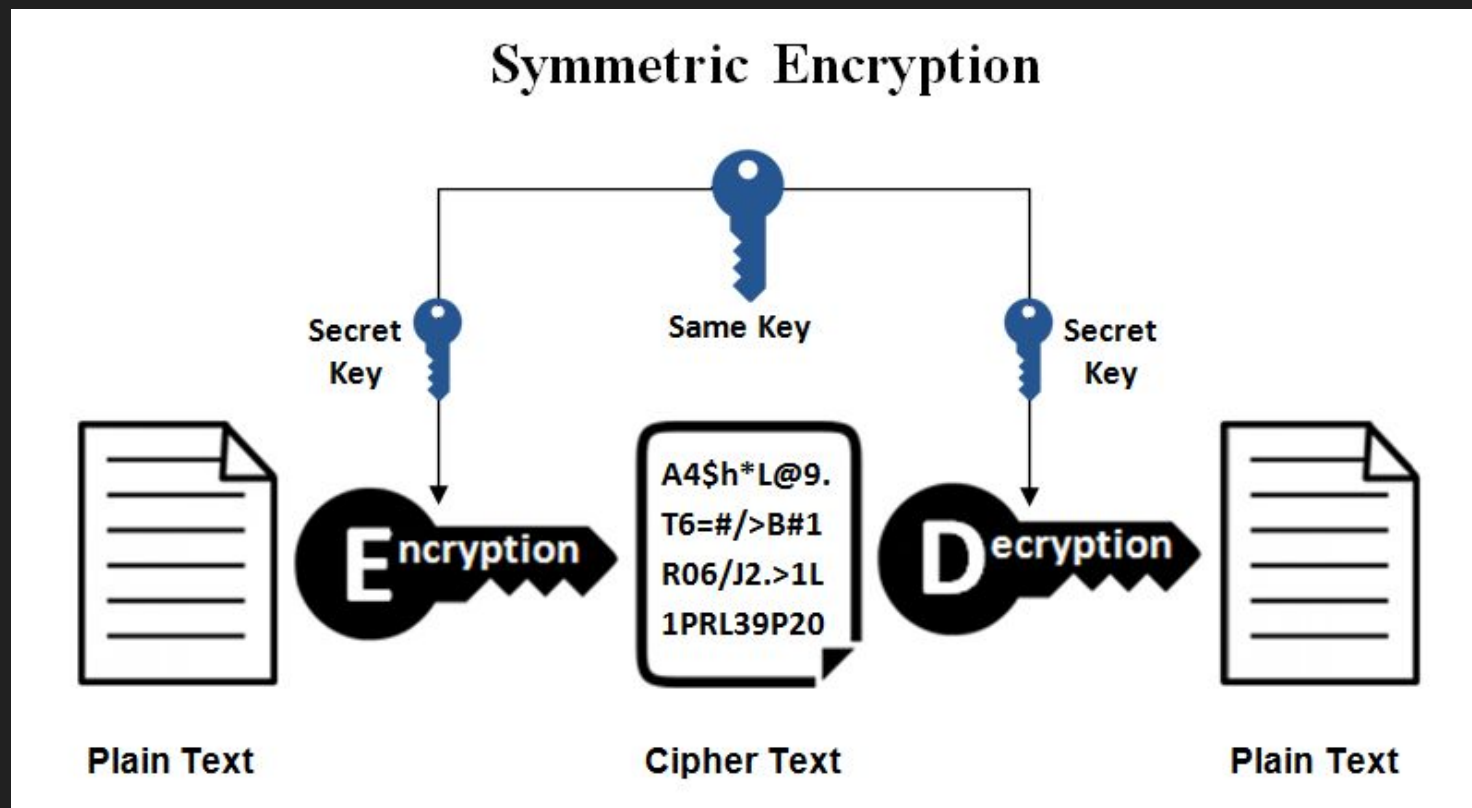 Symmetric Encryption
Same Key
Secret
Key
Secret
Key
Encryption
A4$h*L@9.
T6=#/>B#1
R06/J2.>1L
1PRL39P20
Decryption
Plain Text
Cipher Text
Plain Text